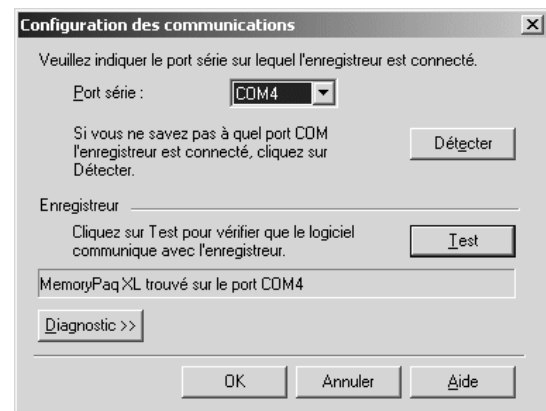 Configuration des communications
Veuillez indiquer le port série sur lequel l'enregistreur est connecté.
Port série :
COM4
Si vous ne savez pas à quel port COM
l'enregistreur est connecté, cliquez sur
Détecter.
Détecter
Enregistreur
Cliquez sur Test pour vérifier que le logiciel
communique avec l'enregistreur.
Test
MemoryPaq XL trouvé sur le port COM4
Diagnostic >>
OK
Annuler
Aide